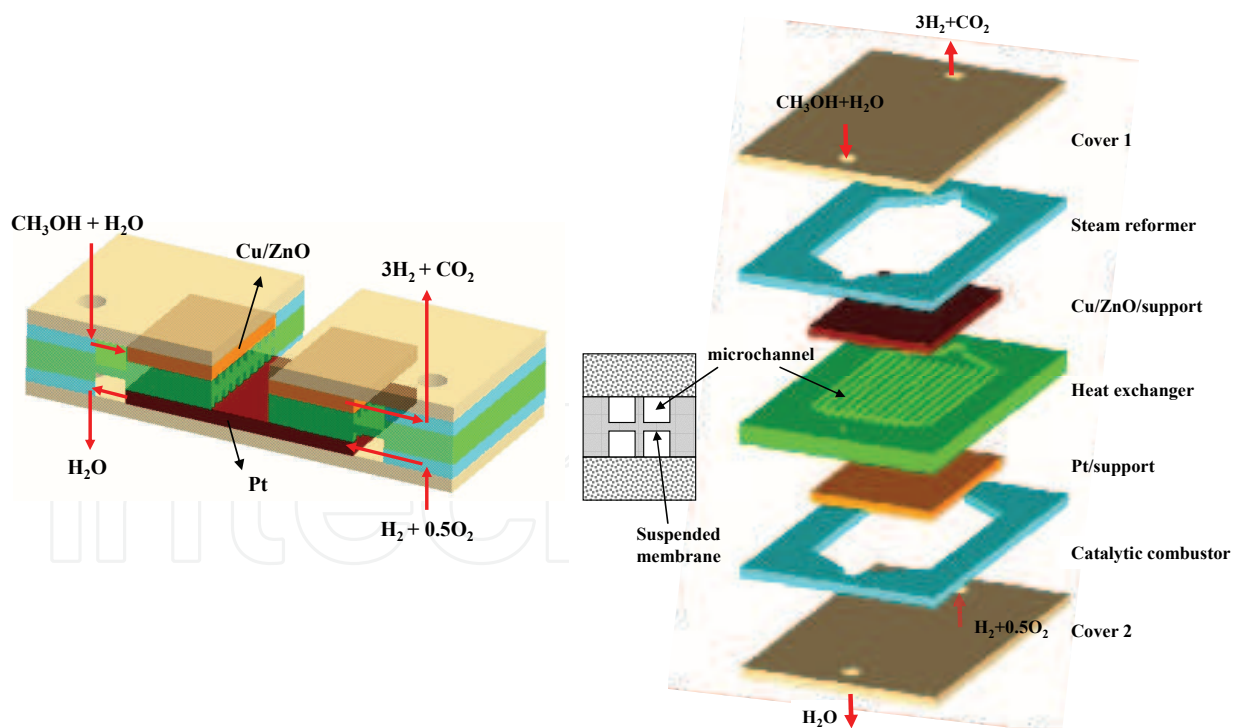 CH₃OH + H₂O
Cu/ZnO
3H₂ + CO₂
H₂O
Pt
H₂ + 0.5O₂
intec
3H₂+CO₂
CH₃OH+H₂O
Cover 1
Steam reformer
Cu/ZnO/support
microchannel
Heat exchanger
Pt/support
Suspended
membrane
Catalytic combustor
H₂+0.5O₂
Cover 2
H₂O